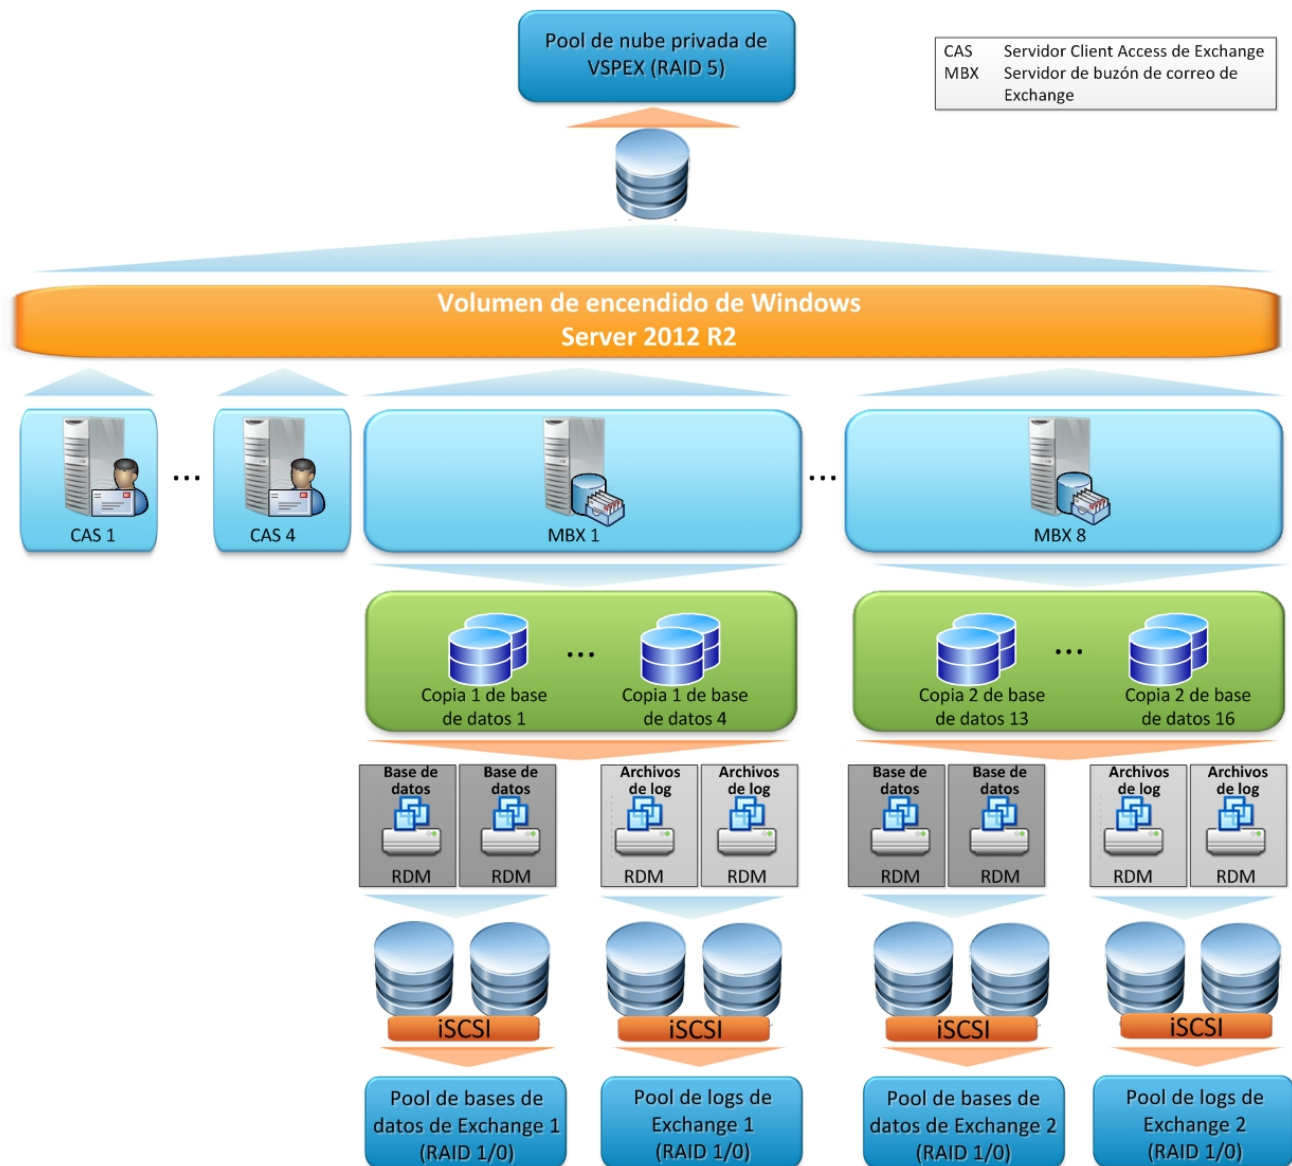 Pool de nube privada de
VSPEX (RAID 5)
CAS Servidor Client Access de Exchange
MBX Servidor de buzón de correo de
Exchange
Volumen de encendido de Windows
Server 2012 R2
CAS 1
...
CAS 4
MBX 1
...
MBX 8
Copia 1 de base
de datos 1
...
Copia 1 de base
de datos 4
Copia 2 de base
de datos 13
...
Copia 2 de base
de datos 16
Base de
datos
RDM
Base de
datos
RDM
Archivos
de log
RDM
Archivos
de log
RDM
Base de
datos
RDM
Base de
datos
RDM
Archivos
de log
RDM
Archivos
de log
RDM
iSCSI
iSCSI
iSCSI
iSCSI
Pool de bases de
datos de Exchange 1
(RAID 1/0)
Pool de logs de
Exchange 1
(RAID 1/0)
Pool de bases de
datos de Exchange 2
(RAID 1/0)
Pool de logs de
Exchange 2
(RAID 1/0)